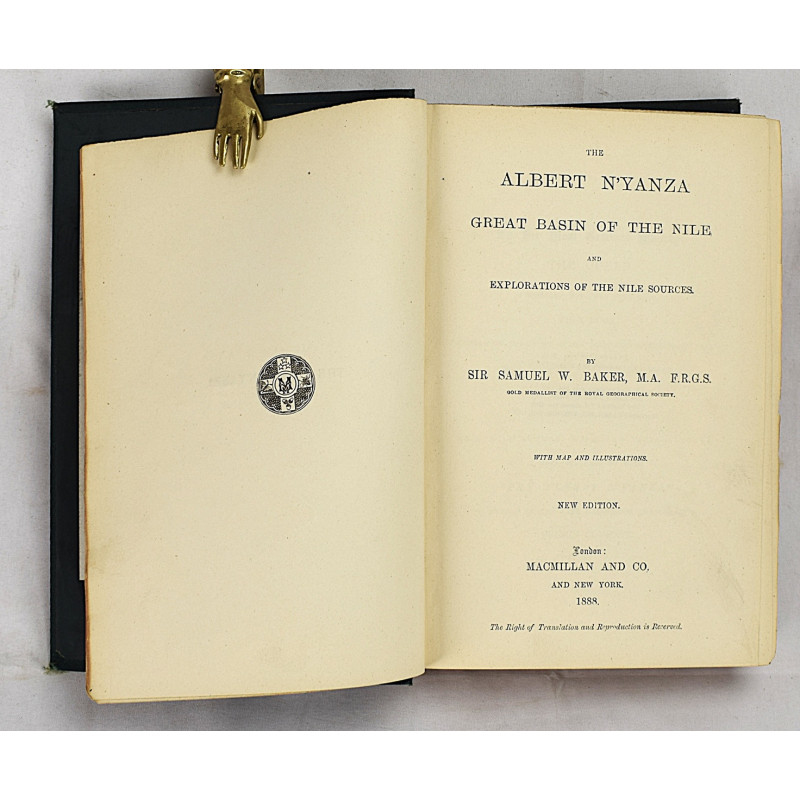 M
THE
ALBERT N'YANZA
GREAT BASIN OF THE NILE
AND
EXPLORATIONS OF THE NILE SOURCES.
BY
SIR SAMUEL W. BAKER, M.A. F.R.G.S.
GOLD MEDALLIST OF THE ROYAL GEOGRAPHICAL SOCIETY.
WITH MAP AND ILLUSTRATIONS.
NEW EDITION.
London:
MACMILLAN AND CO.
AND NEW YORK.
1888.
The Right of Translation and Reproduction is Reserved.